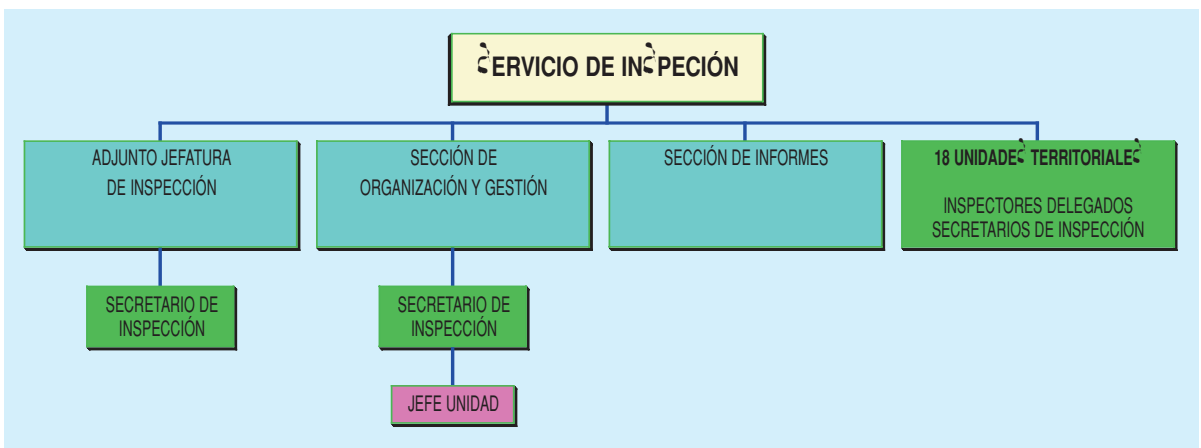 SERVICIO DE INSPECIÓN
ADJUNTO JEFATURA
DE INSPECCIÓN
SECCIÓN DE
ORGANIZACIÓN Y GESTIÓN
SECCIÓN DE INFORMES
18 UNIDADES TERRITORIALES
INSPECTORES DELEGADOS
SECRETARIOS DE INSPECCIÓN
SECRETARIO DE
INSPECCIÓN
SECRETARIO DE
INSPECCIÓN
JEFE UNIDAD